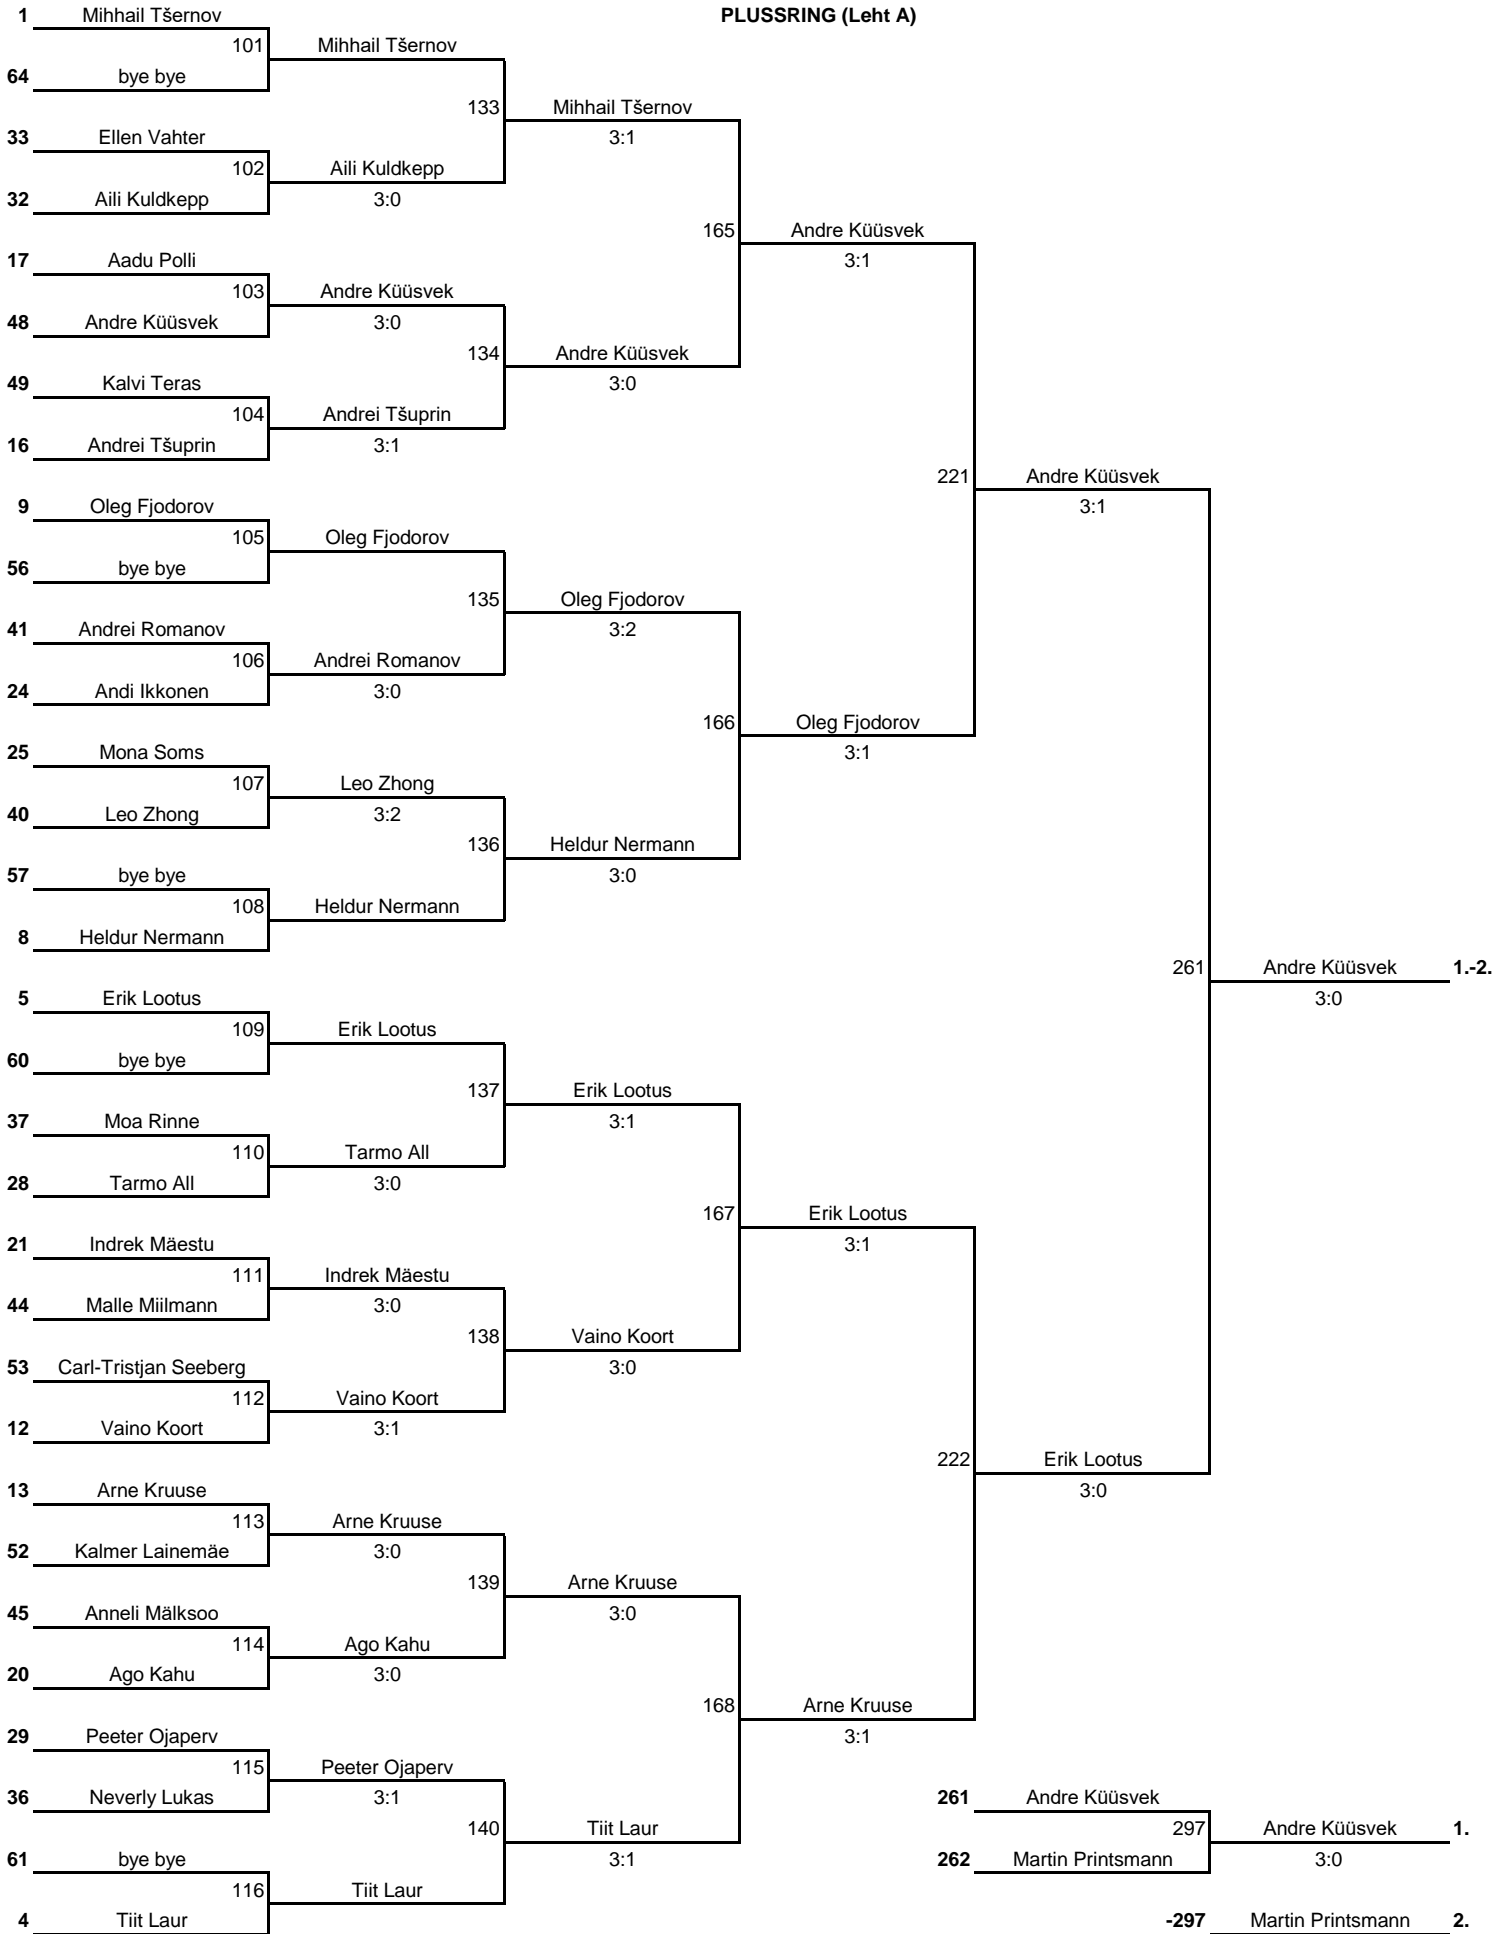 1 Mihhail Tšernov PLUSSRING (Leht A)
101 Mihhail Tšernov
64 bye bye
133 Mihhail Tšernov
33 Ellen Vahter 3:1
102 Aili Kuldkepp
32 Aili Kuldkepp 3:0
165 Andre Küüsvek
17 Aadu Polli 3:1
103 Andre Küüsvek
48 Andre Küüsvek 3:0
134 Andre Küüsvek
49 Kalvi Teras 3:0
104 Andrei Tšuprin
16 Andrei Tšuprin 3:1
221 Andre Küüsvek
9 Oleg Fjodorov 3:1
105 Oleg Fjodorov
56 bye bye
135 Oleg Fjodorov
41 Andrei Romanov 3:2
106 Andrei Romanov
24 Andi Ikkonen 3:0
166 Oleg Fjodorov
25 Mona Soms 3:1
107 Leo Zhong
40 Leo Zhong 3:2
136 Heldur Nermann
57 bye bye 3:0
108 Heldur Nermann
8 Heldur Nermann
261 Andre Küüsvek 1.-2.
5 Erik Lootus 3:0
109 Erik Lootus
60 bye bye
137 Erik Lootus
37 Moa Rinne 3:1
110 Tarmo All
28 Tarmo All 3:0
167 Erik Lootus
21 Indrek Mäestu 3:1
111 Indrek Mäestu
44 Malle Miilmann 3:0
138 Vaino Koort
53 Carl-Tristjan Seeberg 3:0
112 Vaino Koort
12 Vaino Koort 3:1
222 Erik Lootus
13 Arne Kruuse 3:0
113 Arne Kruuse
52 Kalmer Lainemäe 3:0
139 Arne Kruuse
45 Anneli Mälksoo 3:0
114 Ago Kahu
20 Ago Kahu 3:0
168 Arne Kruuse
29 Peeter Ojaperv 3:1
115 Peeter Ojaperv
36 Neverly Lukas 3:1 261 Andre Küüsvek
140 Tiit Laur 297 Andre Küüsvek 1.
61 bye bye 3:1 262 Martin Printsmann 3:0
116 Tiit Laur
4 Tiit Laur -297 Martin Printsmann 2.